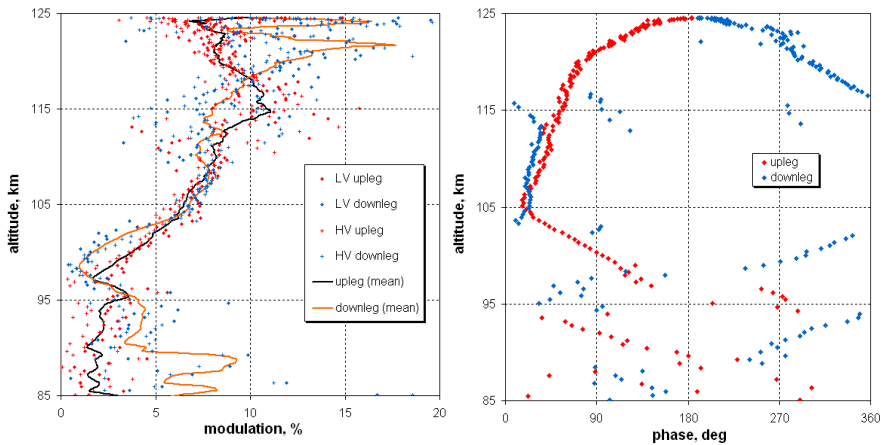 125
115
105
95
85
altitude, km
0
5
10
15
20
modulation, %
LV upleg
LV downleg
HV upleg
HV downleg
upleg (mean)
downleg (mean)
125
115
105
95
85
altitude, km
0
90
180
270
360
phase, deg
upleg
downleg